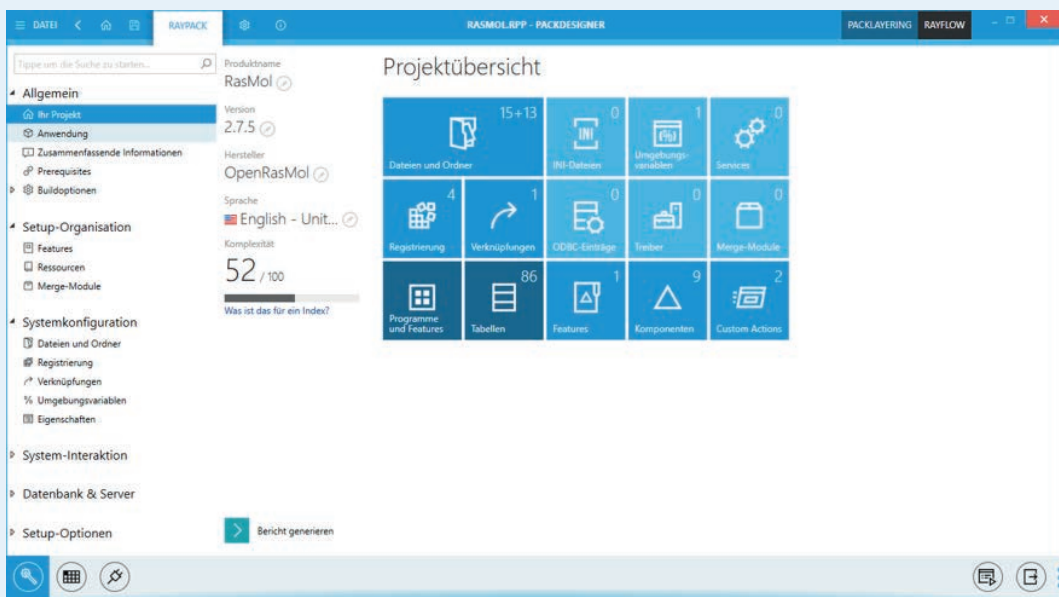 DATEI
RAYPACK
RASMOL.RPP - PACKDESIGNER
PACKLAYERING RAYFLOW
Tippe um die Suche zu starten...
Allgemein
Ihr Projekt
Anwendung
Zusammenfassende Informationen
Prerequisites
Buildoptionen
Setup-Organisation
Features
Ressourcen
Merge-Module
Systemkonfiguration
Dateien und Ordner
Registrierung
Verknüpfungen
% Umgebungsvariablen
Eigenschaften
System-Interaktion
Datenbank & Server
Setup-Optionen
Produktname
RasMol
Version
2.7.5
Hersteller
OpenRasMol
Sprache
English - Unit...
Komplexität
52 / 100
Was ist das für ein Index?
Bericht generieren
Projektübersicht
15+13
Dateien und Ordner
0
INI
INI-Dateien
1
(%)
Umgebungs-
variablen
0
Services
4
Registrierung
1
Verknüpfungen
0
ODBC-Einträge
0
Treiber
0
Merge-Module
Programme
und Features
86
Tabellen
1
Features
9
Komponenten
2
Custom Actions